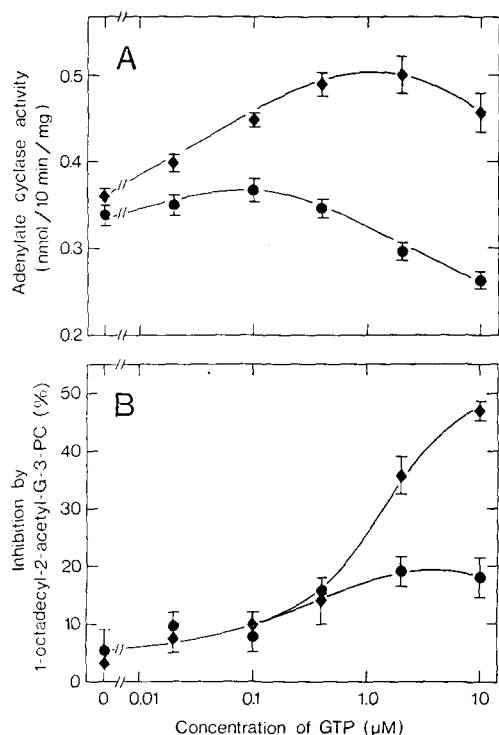 A
Adenylate cyclase activity
(nmol/10 min/mg)
0.5
0.4
0.3
0.2
B
Inhibition by
1-octadecyl-2-acetyl-G-3-PC (%)
50
40
30
20
10
0
0 0.01 0.1 1.0 10
Concentration of GTP (µM)